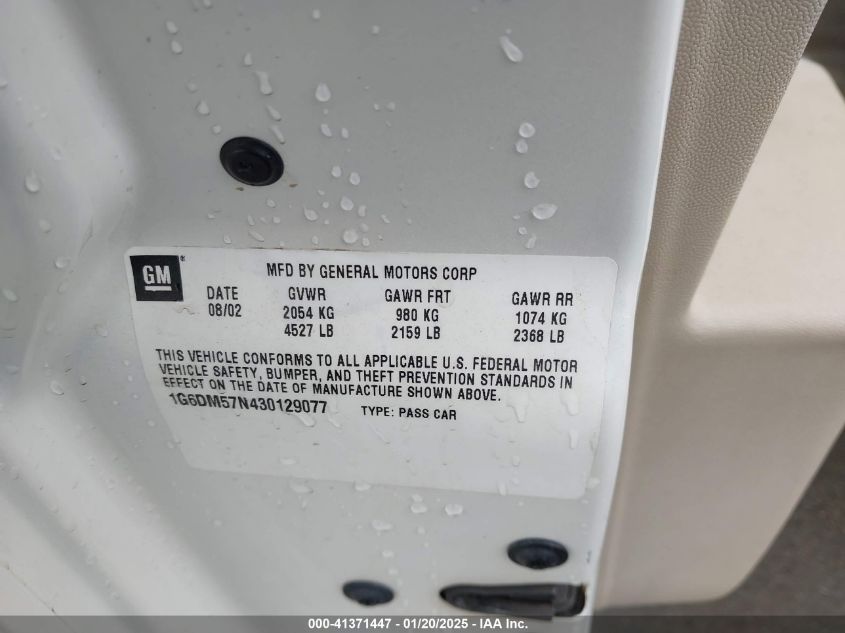 GM®
MFD BY GENERAL MOTORS CORP
DATE GVWR GAWR FRT GAWR RR
08/02 2054 KG 980 KG 1074 KG
4527 LB 2159 LB 2368 LB
THIS VEHICLE CONFORMS TO ALL APPLICABLE U.S. FEDERAL MOTOR
VEHICLE SAFETY, BUMPER, AND THEFT PREVENTION STANDARDS IN
EFFECT ON THE DATE OF MANUFACTURE SHOWN ABOVE.
1G6DM57N430129077 TYPE: PASS CAR
000-41371447 - 01/20/2025 - IAA Inc.